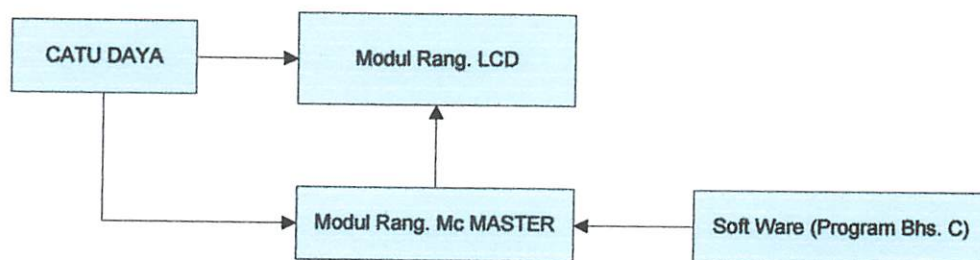 CATU DAYA
Modul Rang. LCD
Modul Rang. Mc MASTER
Soft Ware (Program Bhs. C)